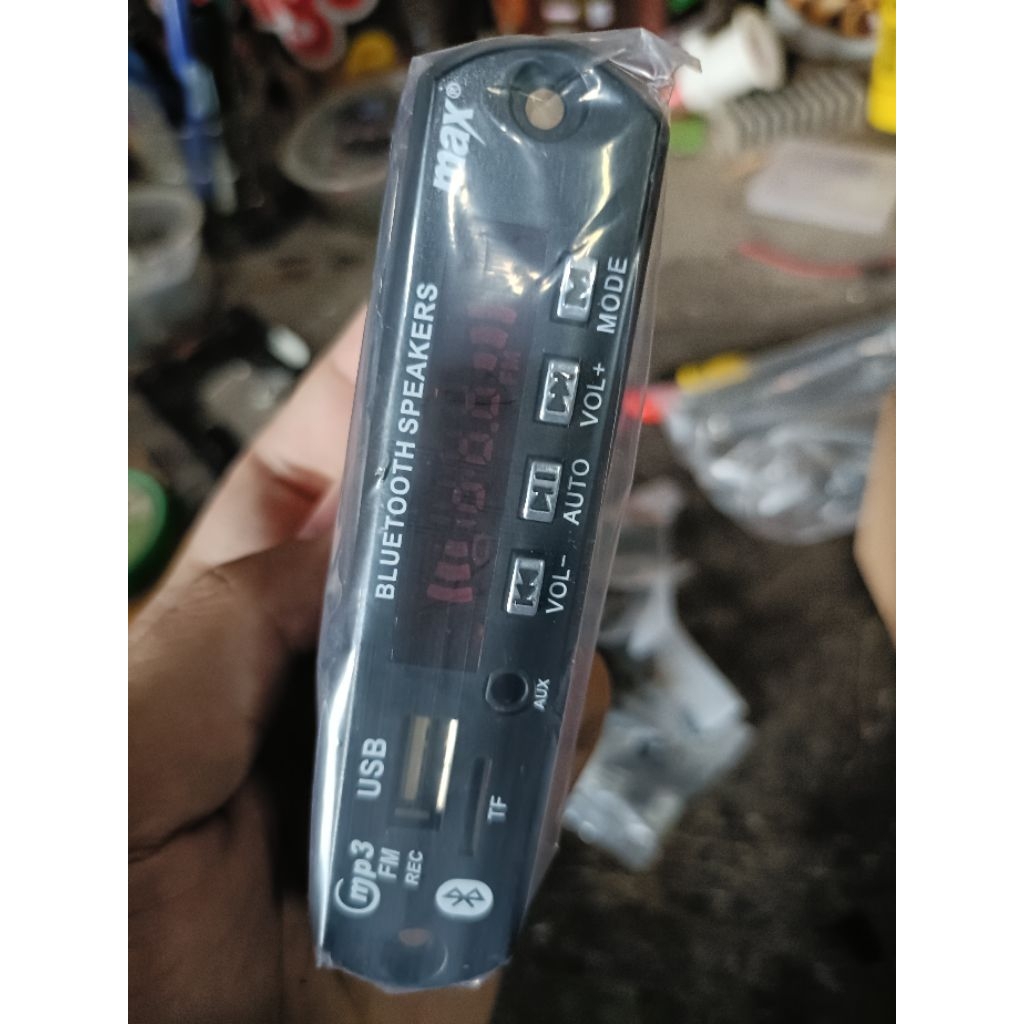 mp3
FM
REC
USB
BLUETOOTH SPEAKERS
max®
TF
AUX
VOL-
AUTO
VOL+
MODE
M